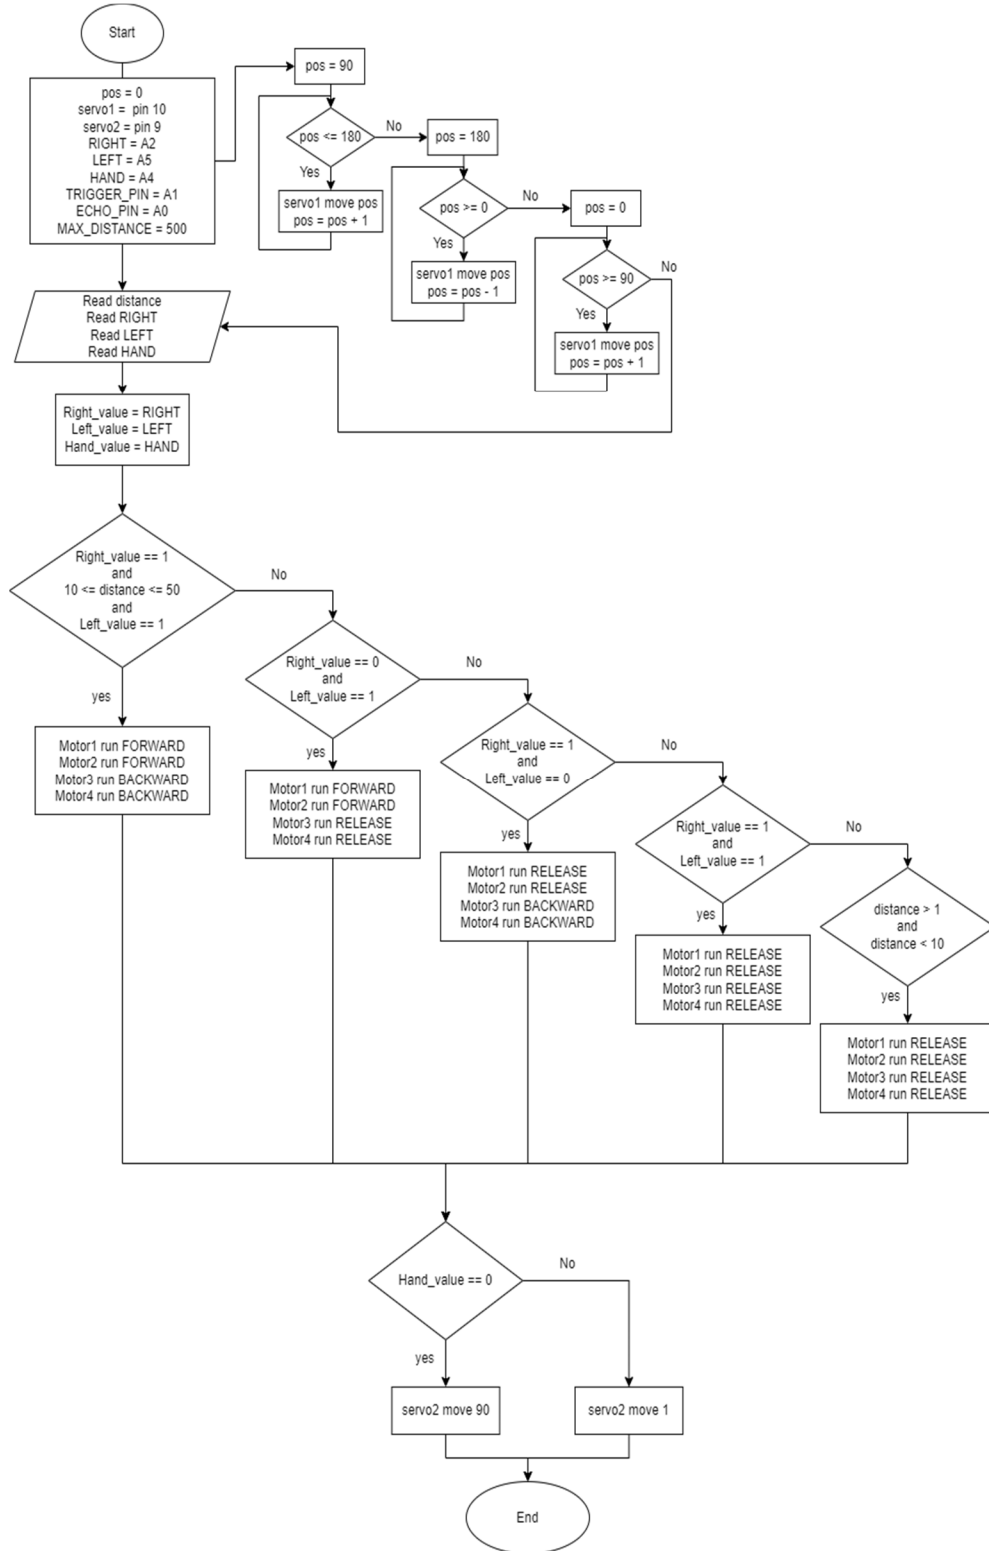 Start
pos = 0
servo1 = pin 10
servo2 = pin 9
RIGHT = A2
LEFT = A5
HAND = A4
TRIGGER_PIN = A1
ECHO_PIN = A0
MAX_DISTANCE = 500
pos = 90
pos <= 180
No
Yes
servo1 move pos
pos = pos + 1
pos = 180
pos >= 0
No
Yes
servo1 move pos
pos = pos - 1
pos = 0
pos >= 90
No
Yes
servo1 move pos
pos = pos + 1
Read distance
Read RIGHT
Read LEFT
Read HAND
Right_value = RIGHT
Left_value = LEFT
Hand_value = HAND
Right_value == 1
and
10 <= distance <= 50
and
Left_value == 1
No
yes
Motor1 run FORWARD
Motor2 run FORWARD
Motor3 run BACKWARD
Motor4 run BACKWARD
Right_value == 0
and
Left_value == 1
No
yes
Motor1 run FORWARD
Motor2 run FORWARD
Motor3 run RELEASE
Motor4 run RELEASE
Right_value == 1
and
Left_value == 0
No
yes
Motor1 run RELEASE
Motor2 run RELEASE
Motor3 run BACKWARD
Motor4 run BACKWARD
Right_value == 1
and
Left_value == 1
No
yes
Motor1 run RELEASE
Motor2 run RELEASE
Motor3 run RELEASE
Motor4 run RELEASE
distance > 1
and
distance < 10
yes
Motor1 run RELEASE
Motor2 run RELEASE
Motor3 run RELEASE
Motor4 run RELEASE
Hand_value == 0
No
yes
servo2 move 90
servo2 move 1
End